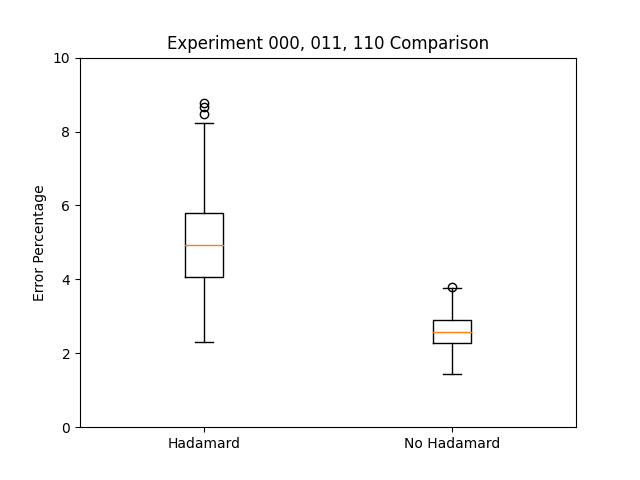 Experiment 000, 011, 110 Comparison
10
8
6
4
2
0
Error Percentage
Hadamard
No Hadamard